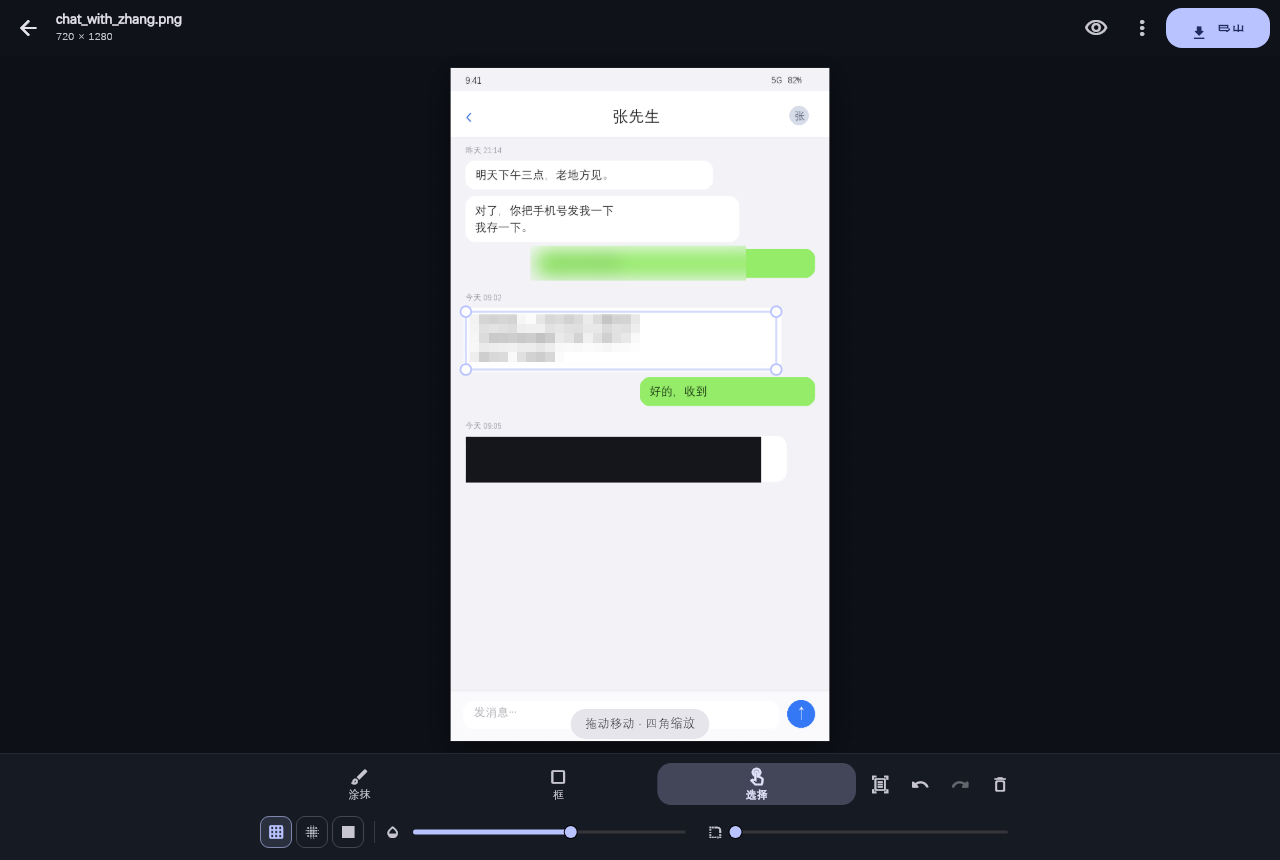 chat_with_zhang.png
720 × 1280
导出
9:41
5G 82%
张先生
张
昨天 21:14
明天下午三点，老地方见。
对了，你把手机号发我一下
我存一下。
今天 09:02
好的，收到
今天 09:05
发消息…
拖动移动 · 四角缩放
涂抹
框
选择